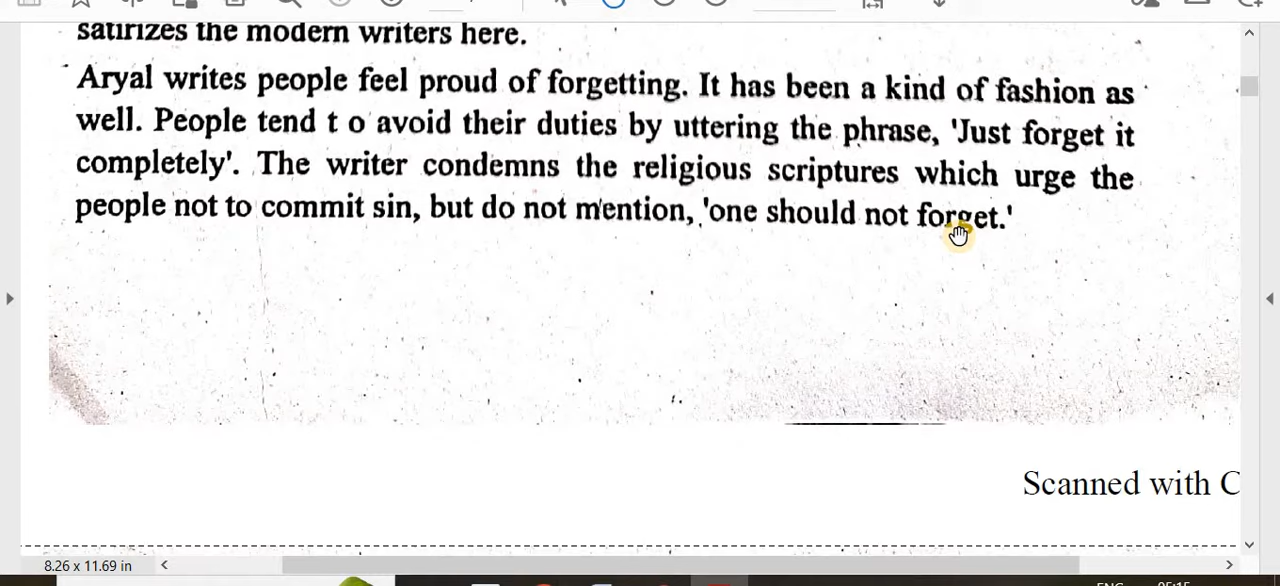 satirizes the modern writers here.
Aryal writes people feel proud of forgetting. It has been a kind of fashion as
well. People tend t o avoid their duties by uttering the phrase, 'Just forget it
completely'. The writer condemns the religious scriptures which urge the
people not to commit sin, but do not mention, 'one should not forget.'
Scanned with C
8.26 x 11.69 in